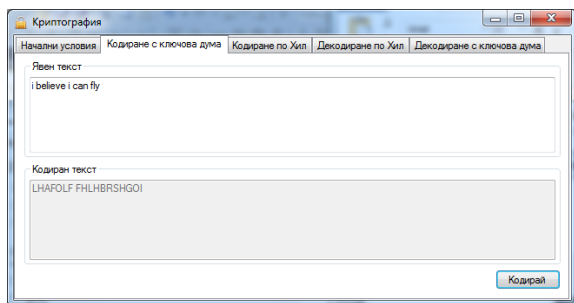 Криптография
Начални условия Кодиране с ключова дума Кодиране по Хил Декодиране по Хил Декодиране с ключова дума
Явен текст
i believe i can fly
Кодиран текст
LHAFOLF FHLHBRSHGOI
Кодирай